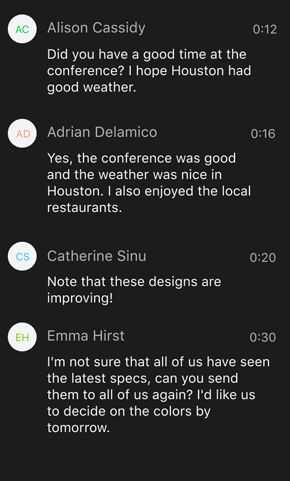 AC Alison Cassidy 0:12
Did you have a good time at the
conference? I hope Houston had
good weather.
AD Adrian Delamico 0:16
Yes, the conference was good
and the weather was nice in
Houston. I also enjoyed the local
restaurants.
CS Catherine Sinu 0:20
Note that these designs are
improving!
EH Emma Hirst 0:30
I'm not sure that all of us have seen
the latest specs, can you send
them to all of us again? I'd like us
to decide on the colors by
tomorrow.